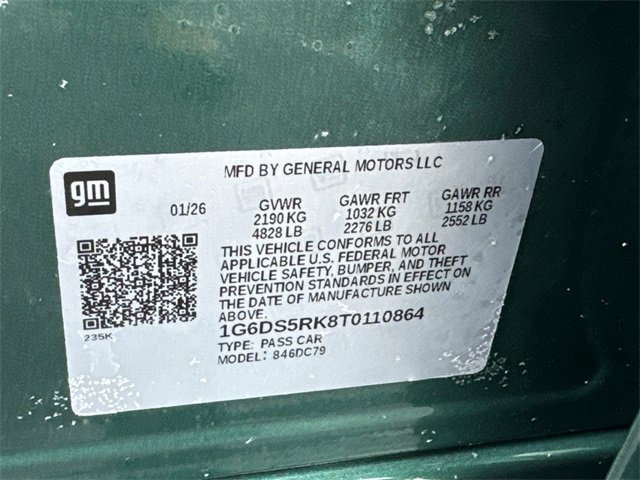 MFD BY GENERAL MOTORS LLC
gm
01/26
GVWR GAWR FRT GAWR RR
2190 KG 1032 KG 1158 KG
4828 LB 2276 LB 2552 LB
THIS VEHICLE CONFORMS TO ALL
APPLICABLE U.S. FEDERAL MOTOR
VEHICLE SAFETY, BUMPER, AND THEFT
PREVENTION STANDARDS IN EFFECT ON
THE DATE OF MANUFACTURE SHOWN
ABOVE.
1G6DS5RK8T0110864
TYPE: PASS CAR
MODEL: 846DC79
235K